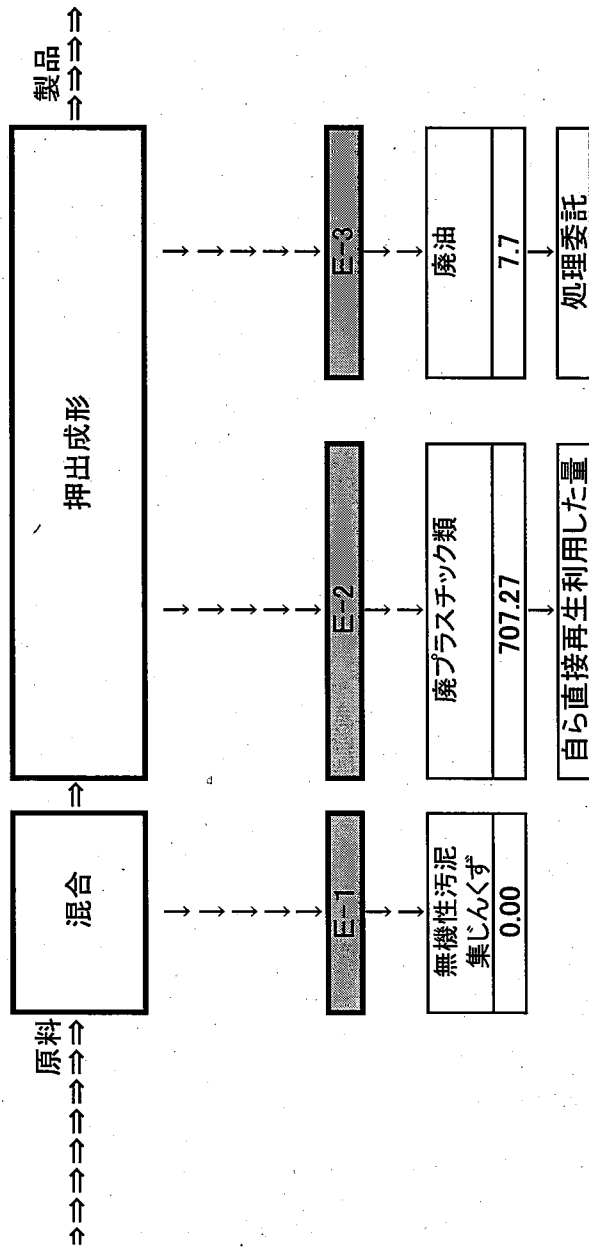 原料
⇒⇒⇒⇒⇒⇒⇒⇒
混合
⇒
押出成形
製品
⇒⇒⇒⇒
→→→→→→
→→→→→→
→→→→→→
E-1
E-2
E-3
→→→
→→→
→→→
無機性汚泥
集じんくず
0.00
廃プラスチック類
707.27
廃油
7.7
→
→
自ら直接再生利用した量
処理委託